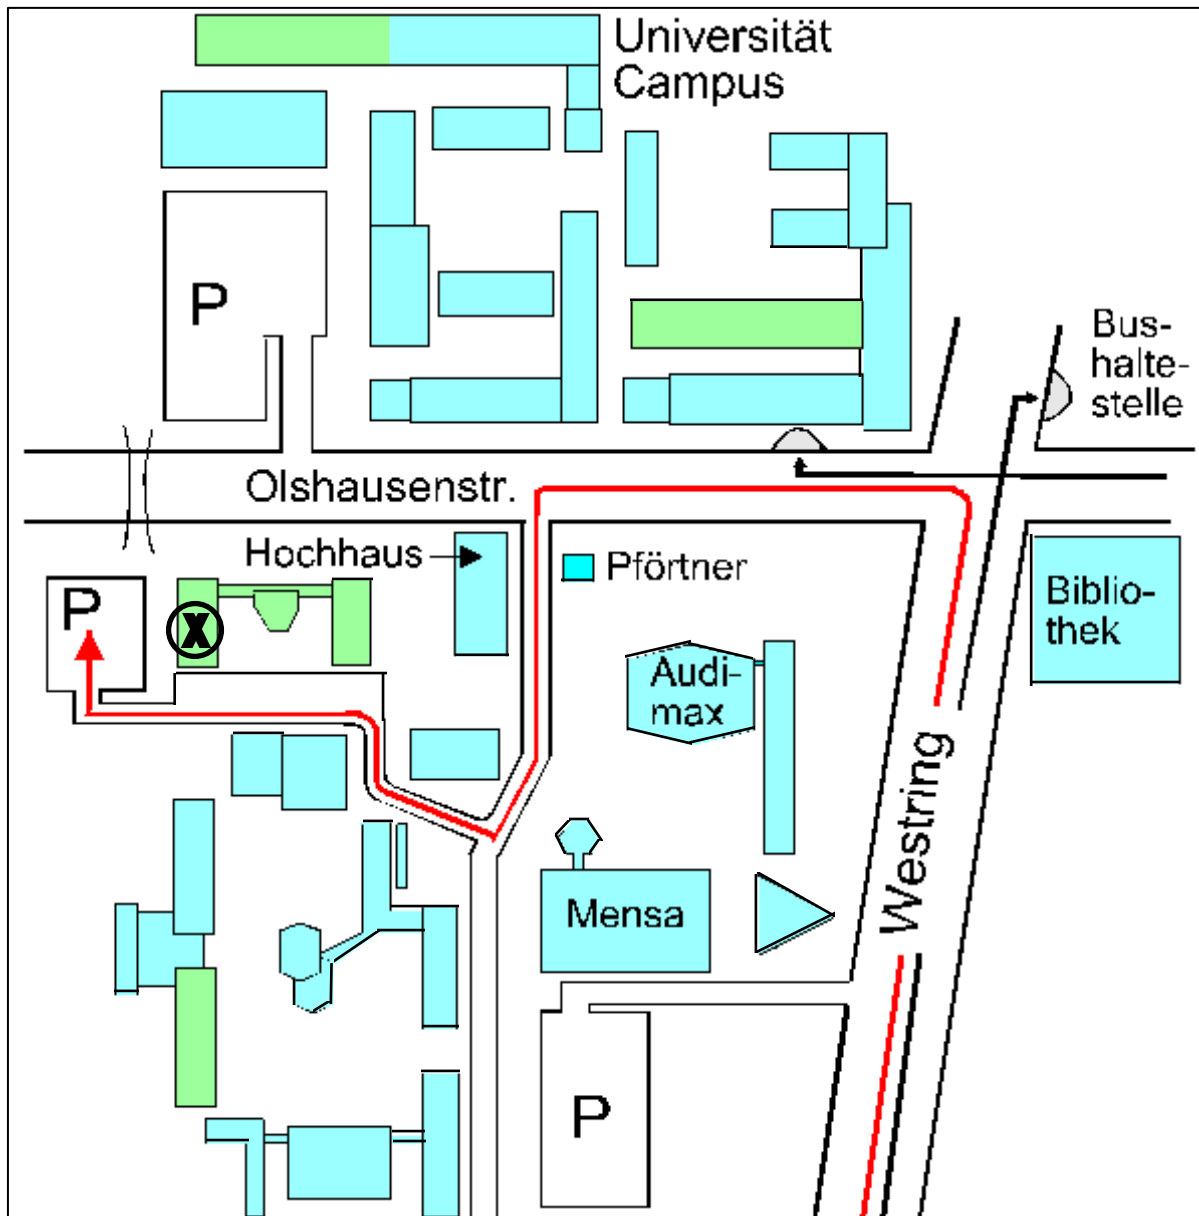 Universität
Campus
P
Bus-
halte-
stelle
Olshausenstr.
Hochhaus
Pförtner
P
X
Biblio-
thek
Audi-
max
Westring
Mensa
P